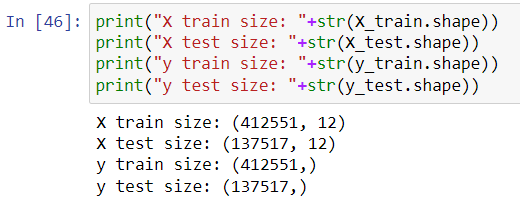 In [46]: print("X train size: "+str(X_train.shape))
print("X test size: "+str(X_test.shape))
print("y train size: "+str(y_train.shape))
print("y test size: "+str(y_test.shape))
X train size: (412551, 12)
X test size: (137517, 12)
y train size: (412551,)
y test size: (137517,)